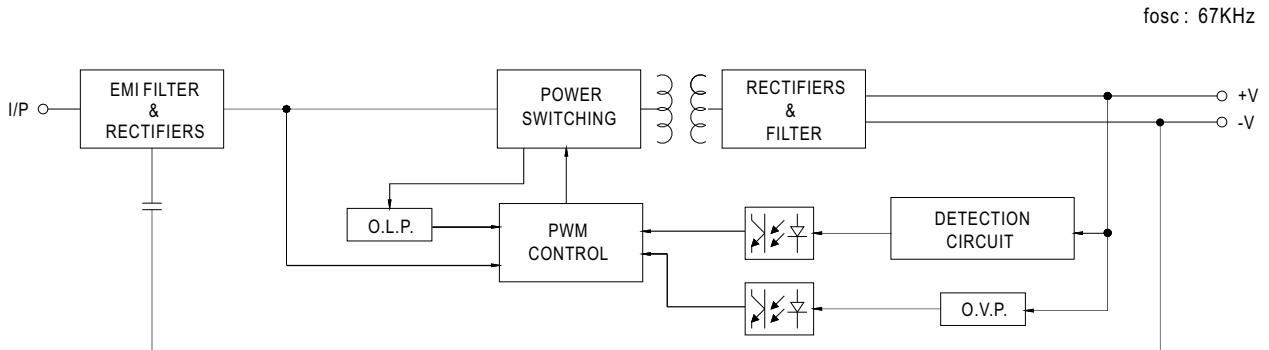 fosc : 67KHz
I/P
EMI FILTER
&
RECTIFIERS
POWER
SWITCHING
RECTIFIERS
&
FILTER
+V
-V
O.L.P.
PWM
CONTROL
DETECTION
CIRCUIT
O.V.P.